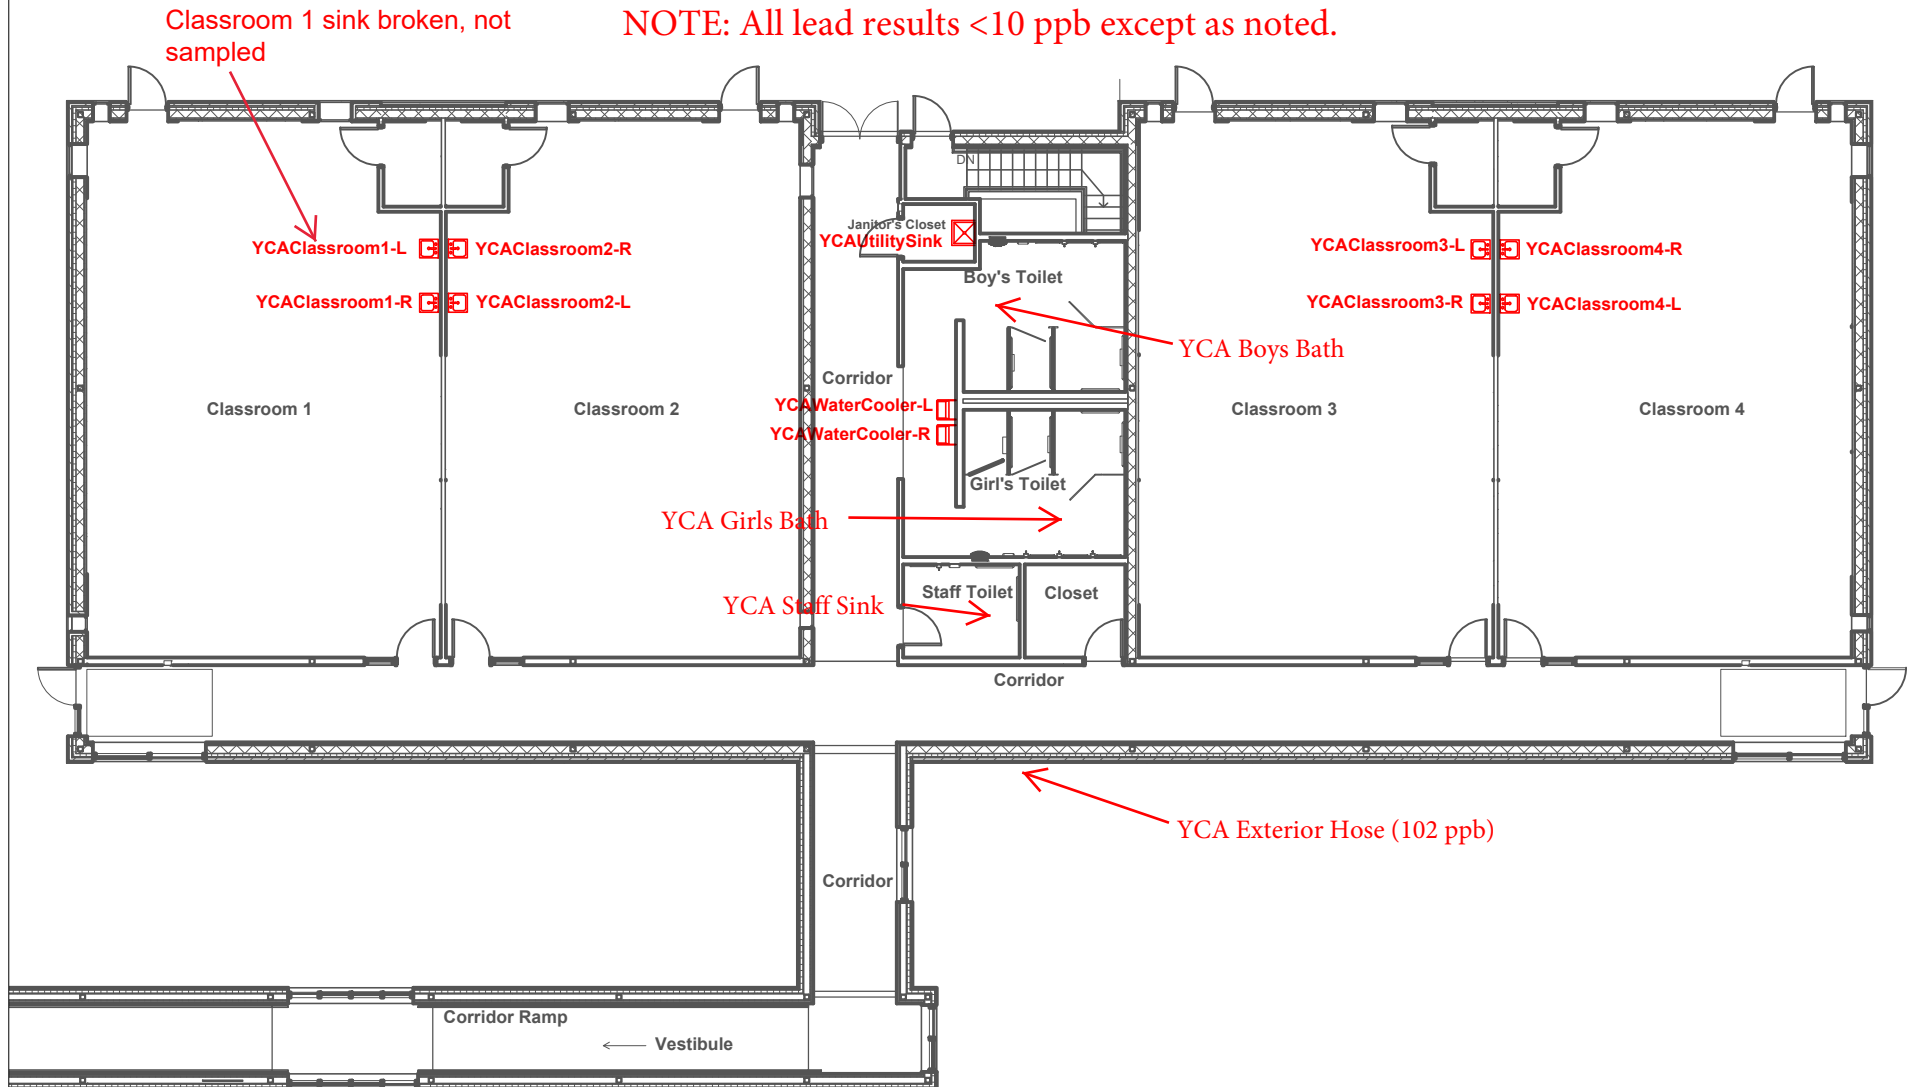 Classroom 1 sink broken, not
sampled
NOTE: All lead results <10 ppb except as noted.
DN
Janitor's Closet
YCAUtilitySink
YCAClassroom1-L
YCAClassroom2-R
YCAClassroom3-L
YCAClassroom4-R
Boy's Toilet
YCAClassroom1-R
YCAClassroom2-L
YCAClassroom3-R
YCAClassroom4-L
YCA Boys Bath
Corridor
Classroom 1
Classroom 2
YCAWaterCooler-L
Classroom 3
Classroom 4
YCAWaterCooler-R
Girl's Toilet
YCA Girls Bath
Staff Toilet
Closet
YCA Staff Sink
Corridor
YCA Exterior Hose (102 ppb)
Corridor
Corridor Ramp
Vestibule